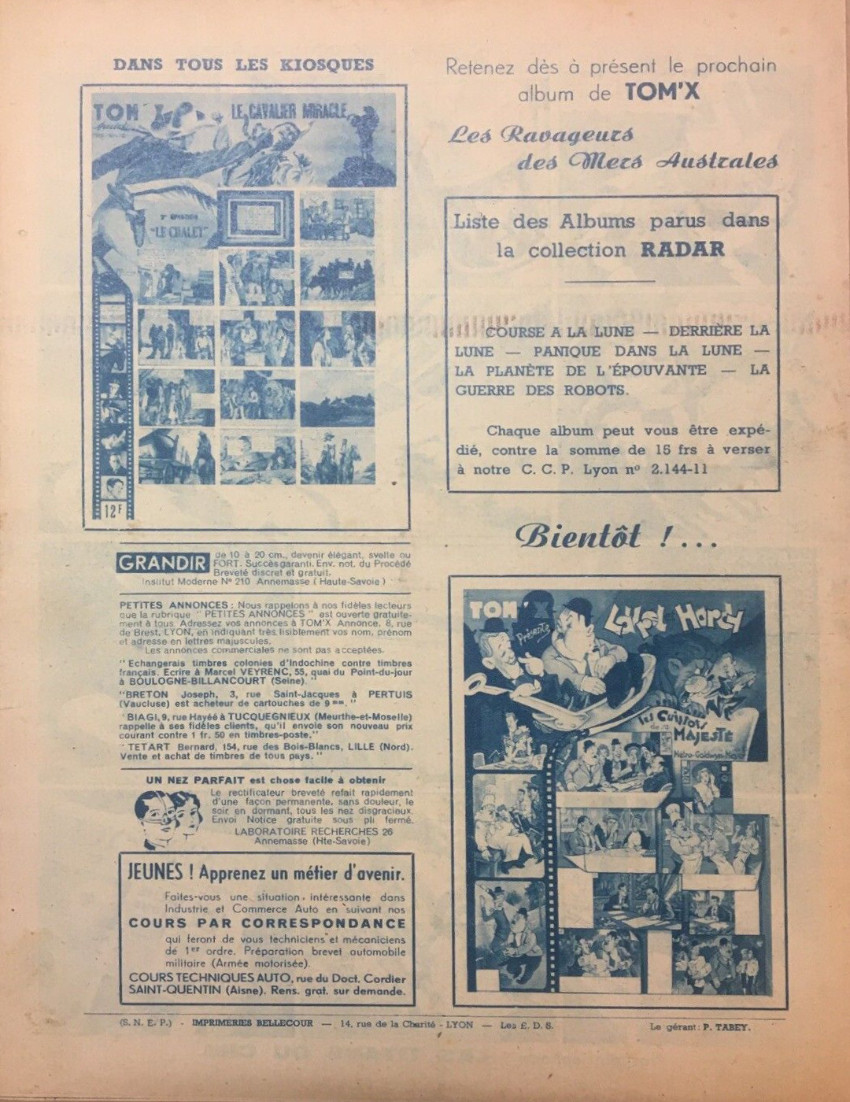 DANS TOUS LES KIOSQUES
TOM'X
LE CAVALIER MIRACLE
"LE CHALET"
12F
GRANDIR de 10 à 20 cm., devenir élégant, svelte ou
FORT. Succès garanti. Env. not. du Procédé
Breveté discret et gratuit.
Institut Moderne Nº 210 Annemasse (Haute-Savoie)
PETITES ANNONCES : Nous rappelons à nos fidèles lecteurs
que la rubrique "PETITES ANNONCES" est ouverte gratuite-
ment à tous. Adressez vos annonces à TOM'X Annonce, 8, rue
de Brest, LYON, en indiquant très lisiblement vos nom, prénom
et adresse en lettres majuscules.
Les annonces commerciales ne sont pas acceptées.
"Echangerais timbres colonies d'Indochine contre timbres
français. Ecrire à Marcel VEYRENC, 55, quai du Point-du-jour
à BOULOGNE-BILLANCOURT (Seine). "
"BRETON Joseph, 3, rue Saint-Jacques à PERTUIS
(Vaucluse) est acheteur de cartouches de 9 mm. "
"BIAGI, 9, rue Hayéé à TUCQUEGNIEUX (Meurthe-et-Moselle)
rappelle à ses fidèles clients, qu'il envoie son nouveau prix
courant contre 1 fr. 50 en timbres-poste."
"TETART Bernard, 154, rue des Bois-Blancs, LILLE (Nord).
Vente et achat de timbres de tous pays. "
UN NEZ PARFAIT est chose facile à obtenir
Le rectificateur breveté refait rapidement
d'une façon permanente, sans douleur, le
soir en dormant, tous les nez disgracieux.
Envoi Notice gratuite sous pli fermé.
LABORATOIRE RECHERCHES 26
Annemasse (Hte-Savoie)
JEUNES ! Apprenez un métier d'avenir.
Faites-vous une situation intéressante dans
Industrie et Commerce Auto en suivant nos
COURS PAR CORRESPONDANCE
qui feront de vous techniciens et mécaniciens
de 1er ordre. Préparation brevet automobile
militaire (Armée motorisée).
COURS TECHNIQUES AUTO, rue du Doct. Cordier
SAINT-QUENTIN (Aisne). Rens. grat. sur demande.
Retenez dès à présent le prochain
album de TOM'X
Les Ravageurs
des Mers Australes
Liste des Albums parus dans
la collection RADAR
COURSE A LA LUNE — DERRIÈRE LA
LUNE — PANIQUE DANS LA LUNE —
LA PLANÈTE DE L'ÉPOUVANTE — LA
GUERRE DES ROBOTS.
Chaque album peut vous être expé-
dié, contre la somme de 15 frs à verser
à notre C. C. P. Lyon nº 2.144-11
Bientôt !...
TOM'X
Présente
Hardy
les Cuistots
de sa
MAJESTÉ
Metro-Goldwyn-Mayer
(S. N. E. P.) - IMPRIMERIES BELLECOUR — 14, rue de la Charité - LYON — Les E. D. S. Le gérant : P. TABEY.